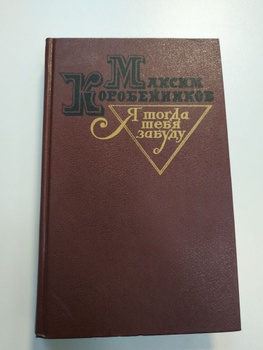 Максим
Коробейников
Я тогда
тебя
забуду